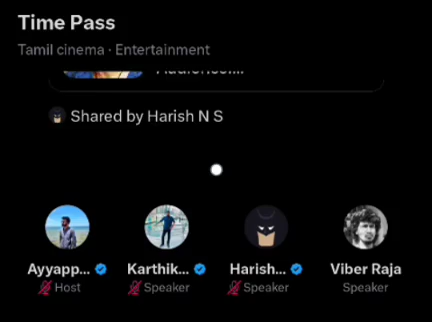 Time Pass
Tamil cinema · Entertainment
Shared by Harish N S
Ayyapp... Karthik... Harish... Viber Raja
Host Speaker Speaker Speaker